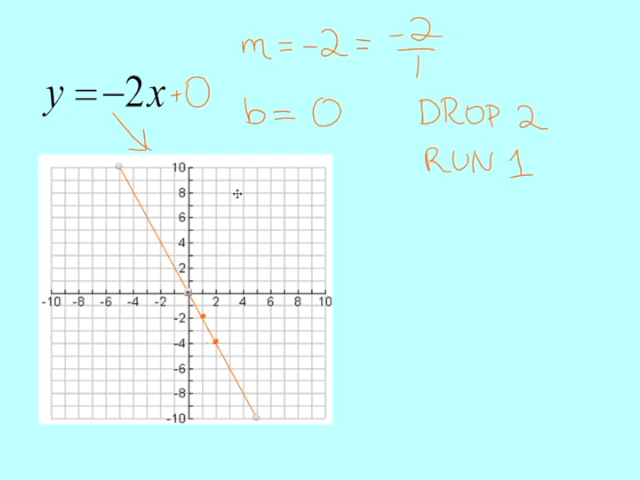 m = -2 = -2/1
y = -2x + 0
b = 0
DROP 2
RUN 1
10
8
6
4
2
-10 -8 -6 -4 -2 2 4 6 8 10
-2
-4
-6
-8
-10